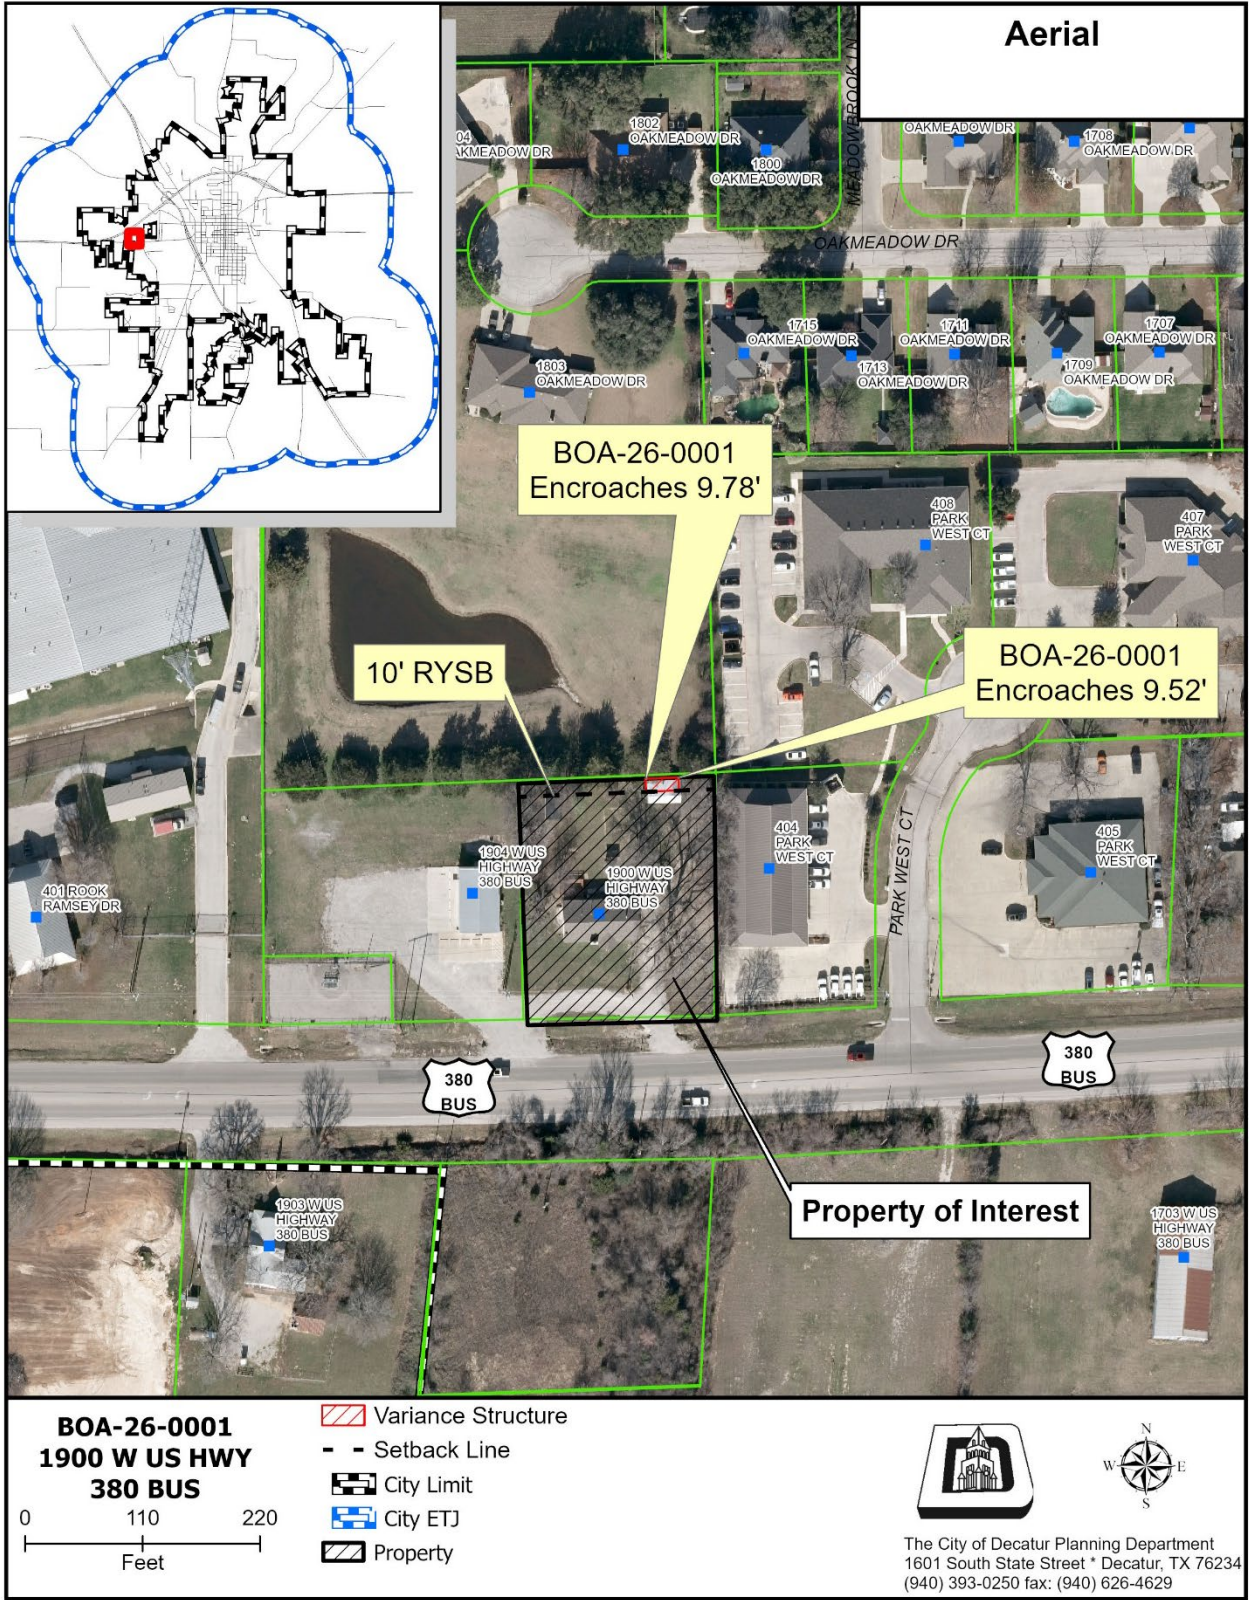 Aerial
MEADOWBROOK LN
04
KMEADOW DR
1802
OAKMEADOW DR
1800
OAKMEADOW DR
OAKMEADOW DR
1708
OAKMEADOW DR
OAKMEADOW DR
1803
OAKMEADOW DR
1715
OAKMEADOW DR
1713
OAKMEADOW DR
1711
OAKMEADOW DR
1709
OAKMEADOW DR
1707
OAKMEADOW DR
BOA-26-0001
Encroaches 9.78'
408
PARK
WEST CT
407
PARK
WEST CT
10' RYSB
BOA-26-0001
Encroaches 9.52'
401 ROOK
RAMSEY DR
1904 W US
HIGHWAY
380 BUS
1900 W US
HIGHWAY
380 BUS
404
PARK
WEST CT
PARK WEST CT
405
PARK
WEST CT
380
BUS
380
BUS
Property of Interest
1903 W US
HIGHWAY
380 BUS
1703 W US
HIGHWAY
380 BUS
BOA-26-0001
1900 W US HWY
380 BUS
0 110 220
Feet
Variance Structure
Setback Line
City Limit
City ETJ
Property
N
W E
S
The City of Decatur Planning Department
1601 South State Street * Decatur, TX 76234
(940) 393-0250 fax: (940) 626-4629